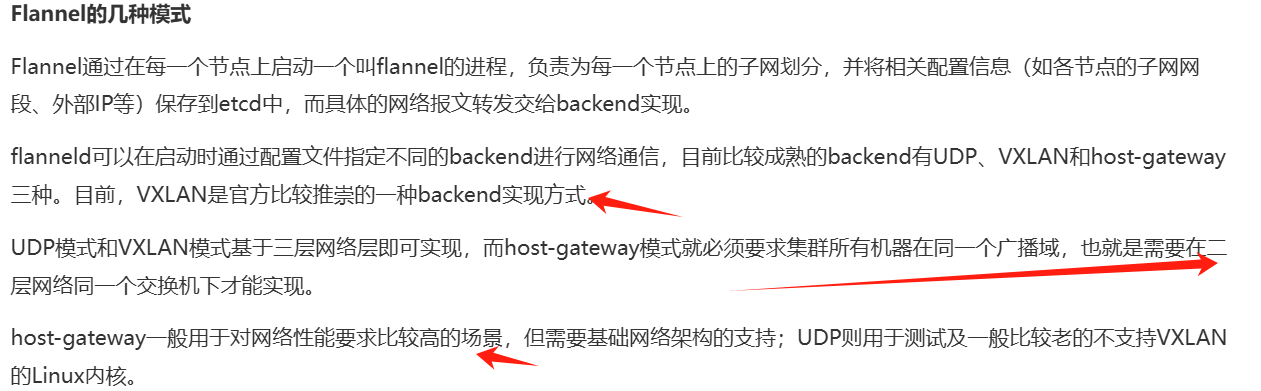 Flannel的几种模式
Flannel通过在每一个节点上启动一个叫flannel的进程，负责为每一个节点上的子网划分，并将相关配置信息（如各节点的子网网
段、外部IP等）保存到etcd中，而具体的网络报文转发交给backend实现。
flanneld可以在启动时通过配置文件指定不同的backend进行网络通信，目前比较成熟的backend有UDP、VXLAN和host-gateway
三种。目前，VXLAN是官方比较推崇的一种backend实现方式。
UDP模式和VXLAN模式基于三层网络层即可实现，而host-gateway模式就必须要求集群所有机器在同一个广播域，也就是需要在二
层网络同一个交换机下才能实现。
host-gateway一般用于对网络性能要求比较高的场景，但需要基础网络架构的支持；UDP则用于测试及一般比较老的不支持VXLAN
的Linux内核。